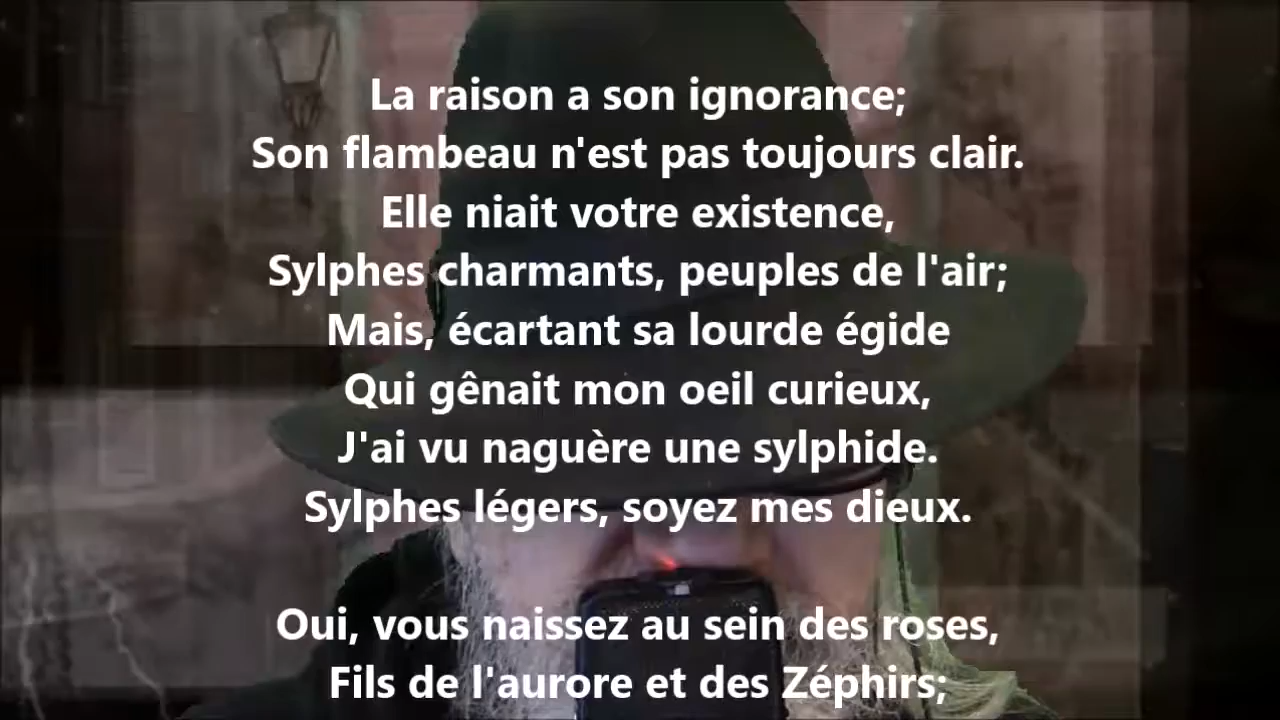 La raison a son ignorance;
Son flambeau n'est pas toujours clair.
Elle niait votre existence,
Sylphes charmants, peuples de l'air;
Mais, écartant sa lourde égide
Qui gênait mon oeil curieux,
J'ai vu naguère une sylphide.
Sylphes légers, soyez mes dieux.
Oui, vous naissez au sein des roses,
Fils de l'aurore et des Zéphirs;